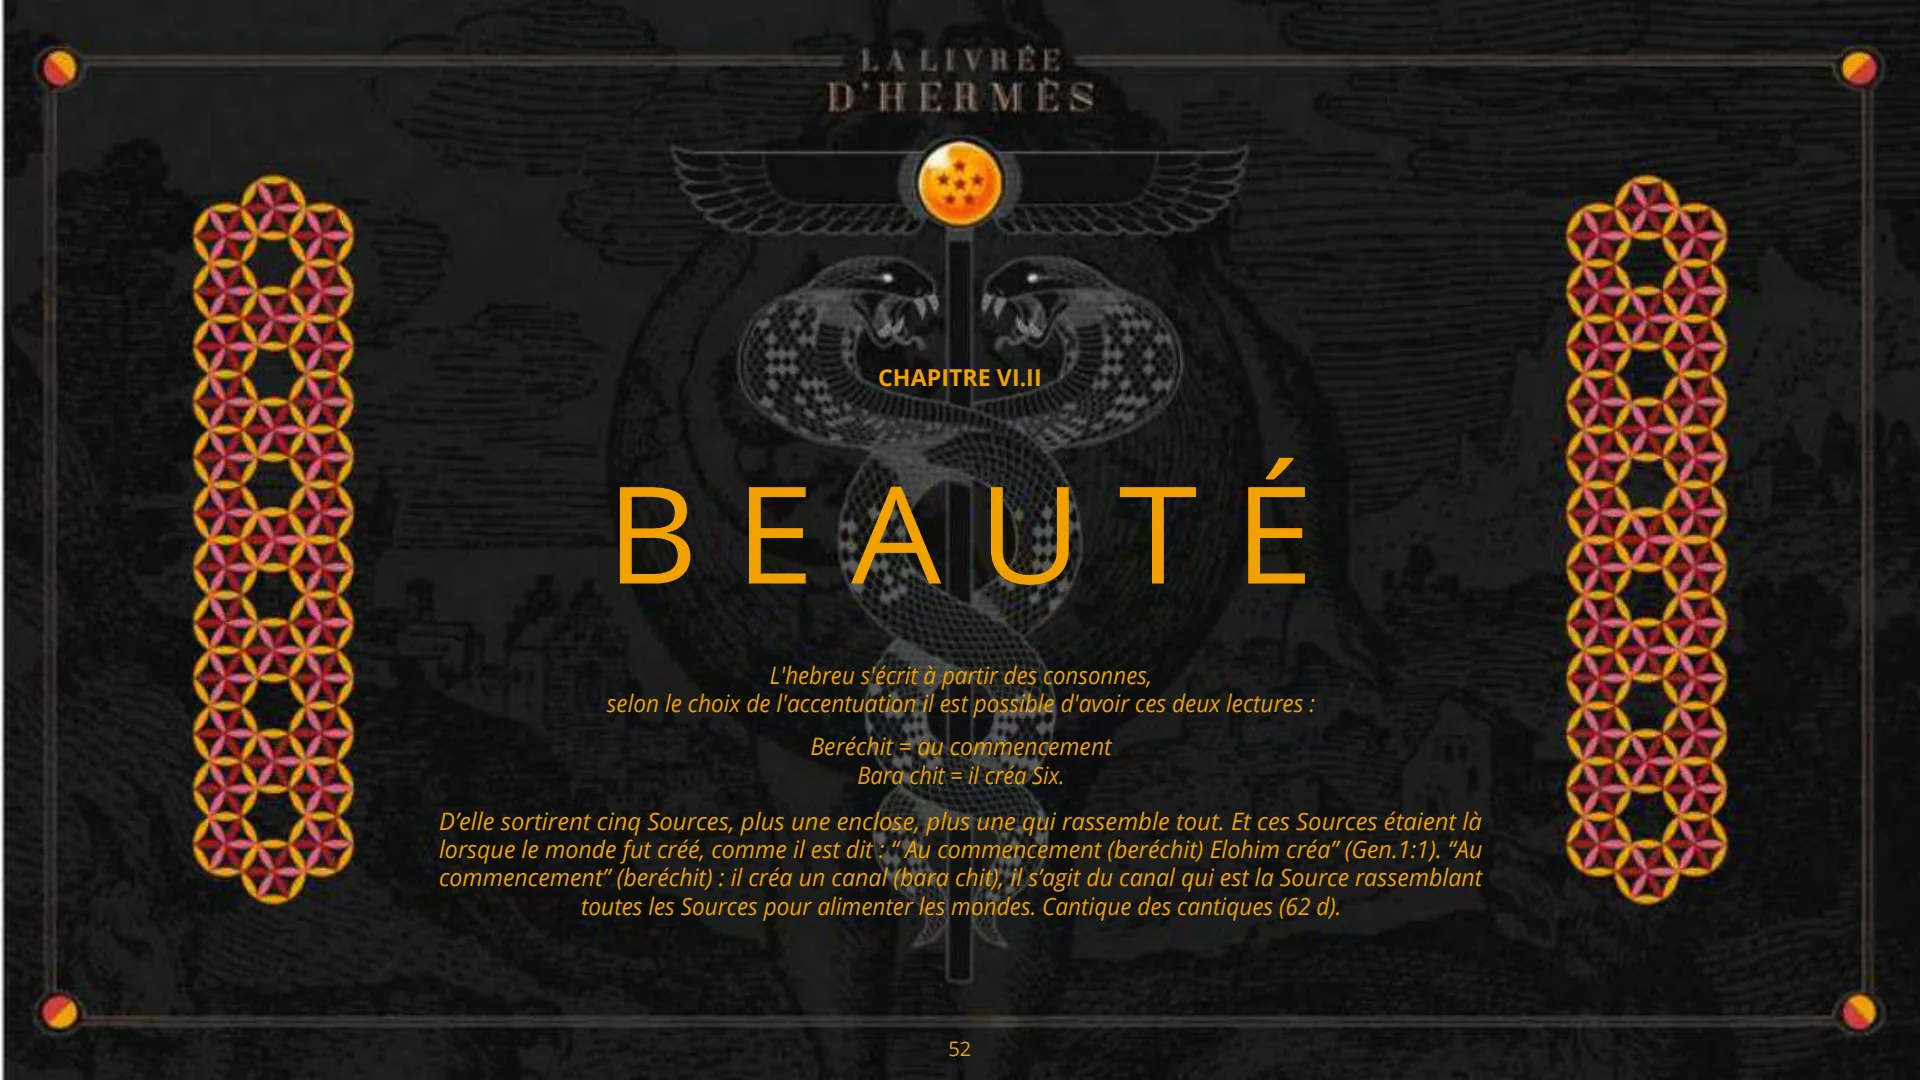 LA LIVRÉE
D'HERMÈS
CHAPITRE VI.II
BEAUTÉ
L'hebreu s'écrit à partir des consonnes,
selon le choix de l'accentuation il est possible d'avoir ces deux lectures :
Beréchit = au commencement
Bara chit = il créa Six.
D’elle sortirent cinq Sources, plus une enclose, plus une qui rassemble tout. Et ces Sources étaient là
lorsque le monde fut créé, comme il est dit : “ Au commencement (beréchit) Elohim créa” (Gen.1:1). “Au
commencement” (beréchit) : il créa un canal (bara chit), il s’agit du canal qui est la Source rassemblant
toutes les Sources pour alimenter les mondes. Cantique des cantiques (62 d).
52